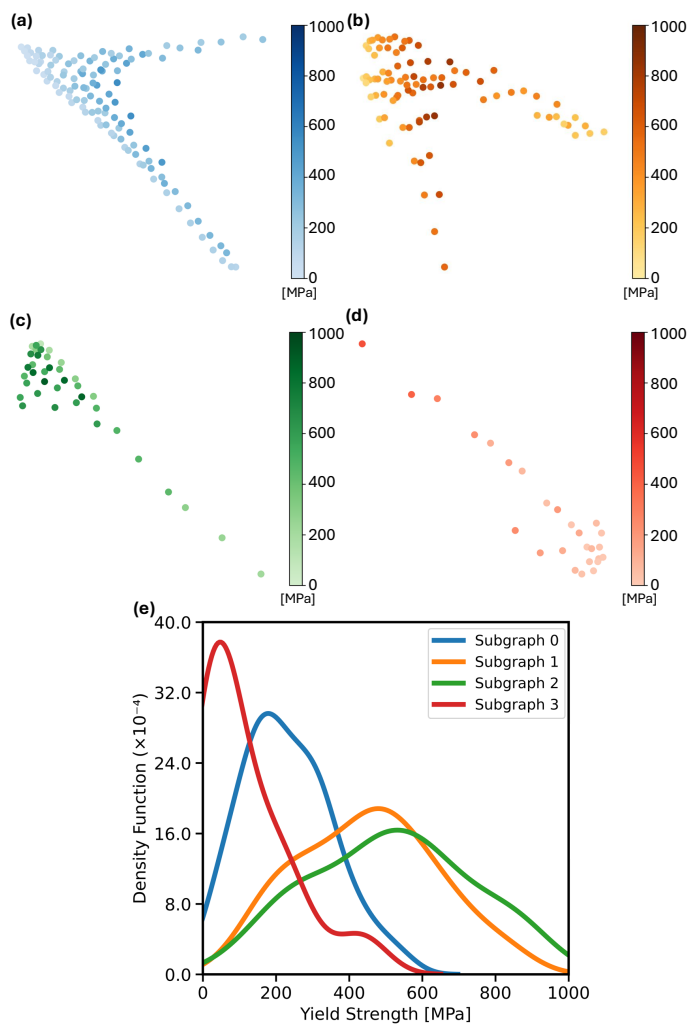 (a)
1000
800
600
400
200
0
[MPa]
(b)
1000
800
600
400
200
0
[MPa]
(c)
1000
800
600
400
200
0
[MPa]
(d)
1000
800
600
400
200
0
[MPa]
(e)
40.0
32.0
24.0
16.0
8.0
0.0
Density Function (×10⁻⁴)
Subgraph 0
Subgraph 1
Subgraph 2
Subgraph 3
0 200 400 600 800 1000
Yield Strength [MPa]